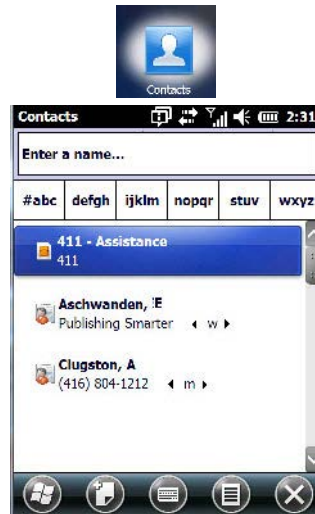 Contacts
Contacts 2:31
Enter a name...
#abc defgh ijklm nopqr stuv wxyz
411 - Assistance
411
Aschwanden, E
Publishing Smarter w
Clugston, A
(416) 804-1212 m